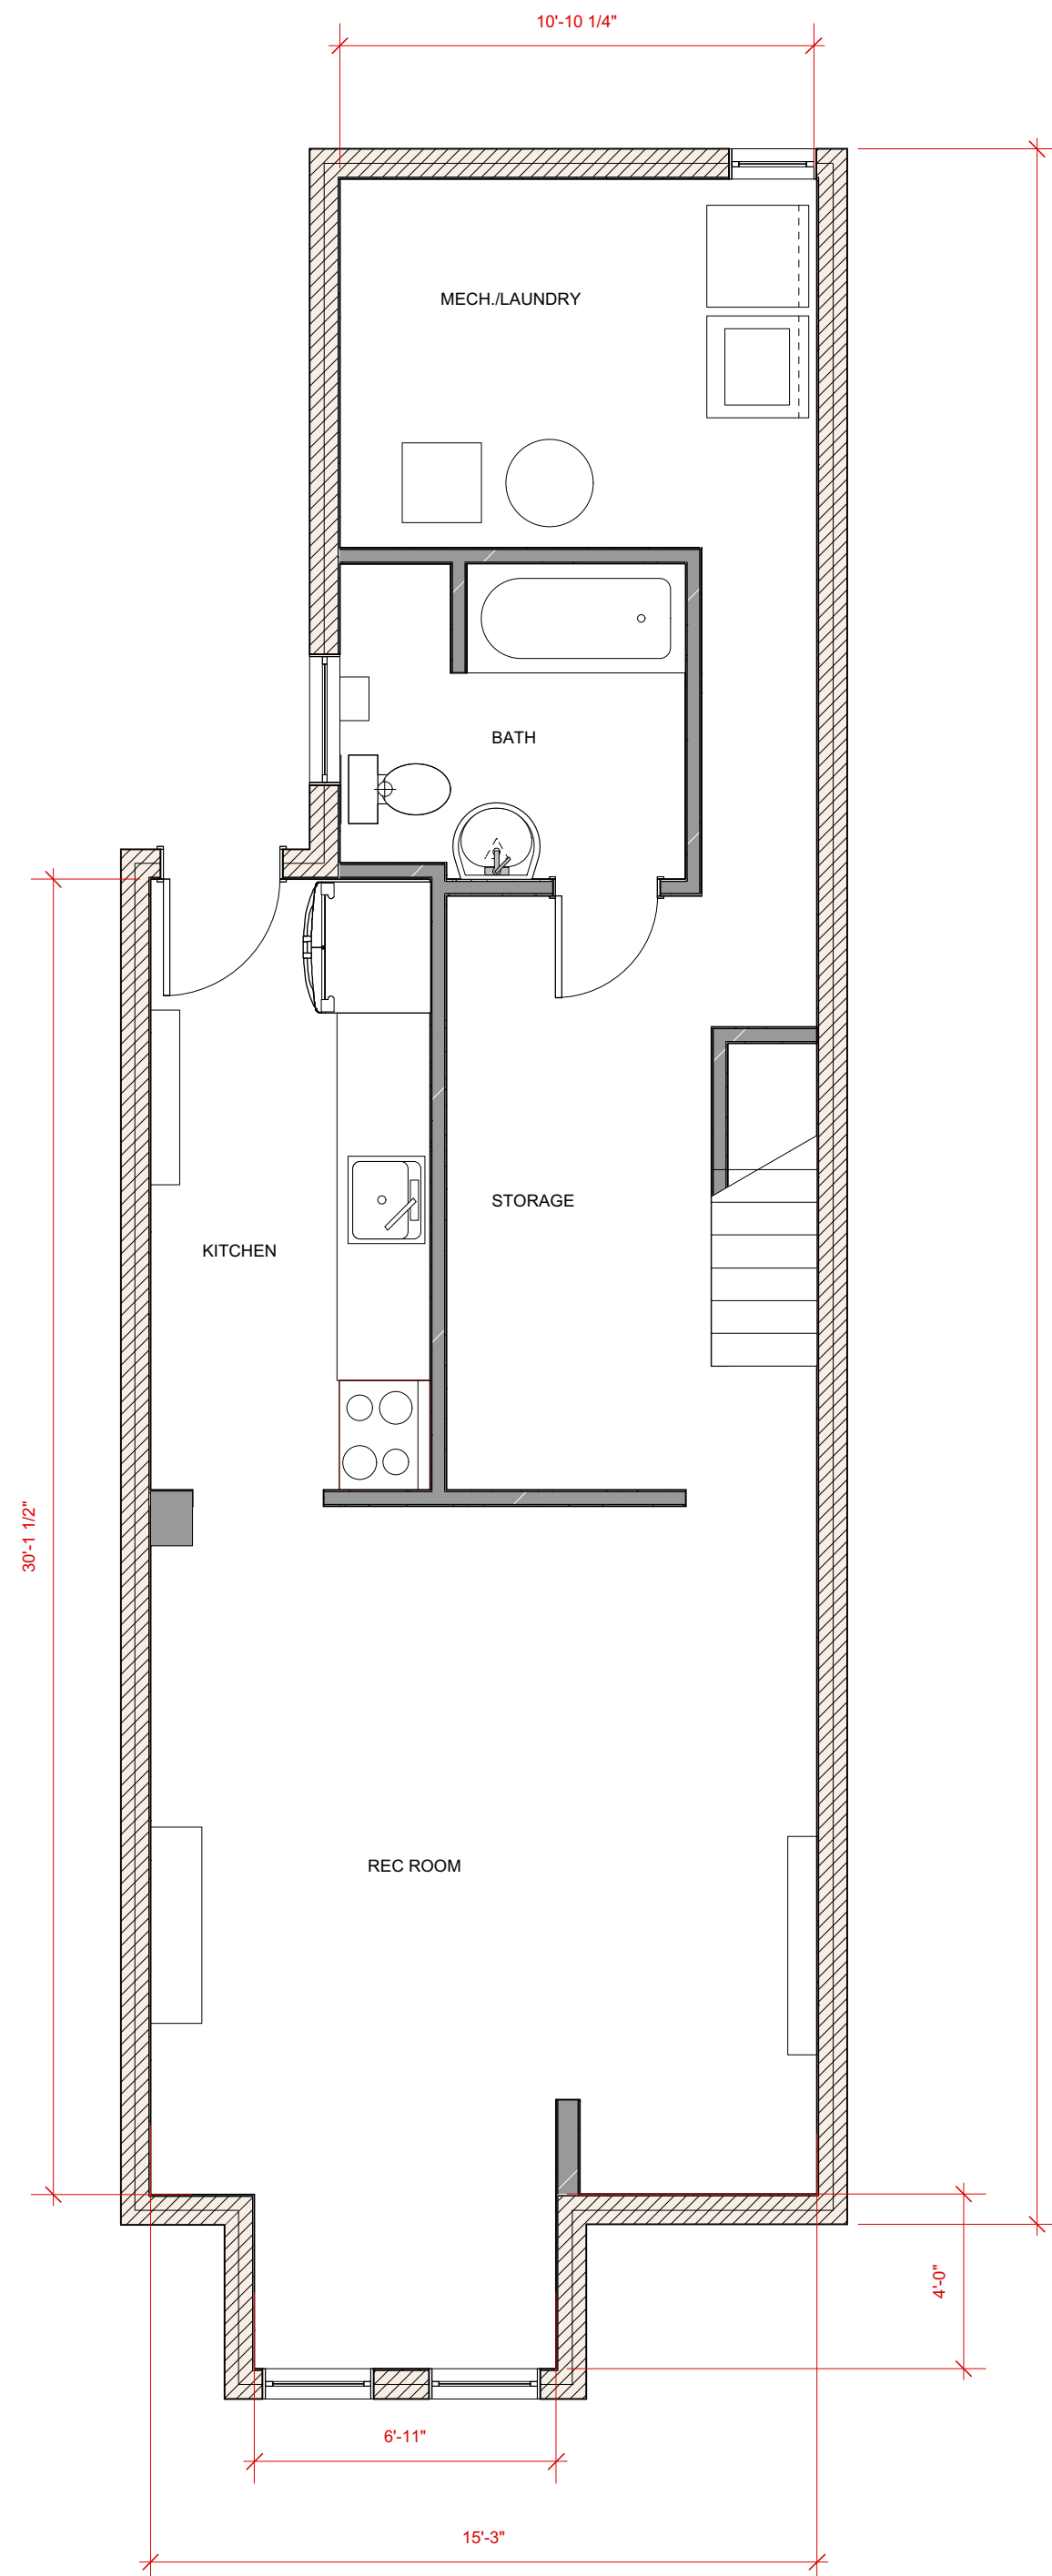 10'-10 1/4"
MECH./LAUNDRY
BATH
STORAGE
KITCHEN
30'-1 1/2"
REC ROOM
4'-0"
6'-11"
15'-3"